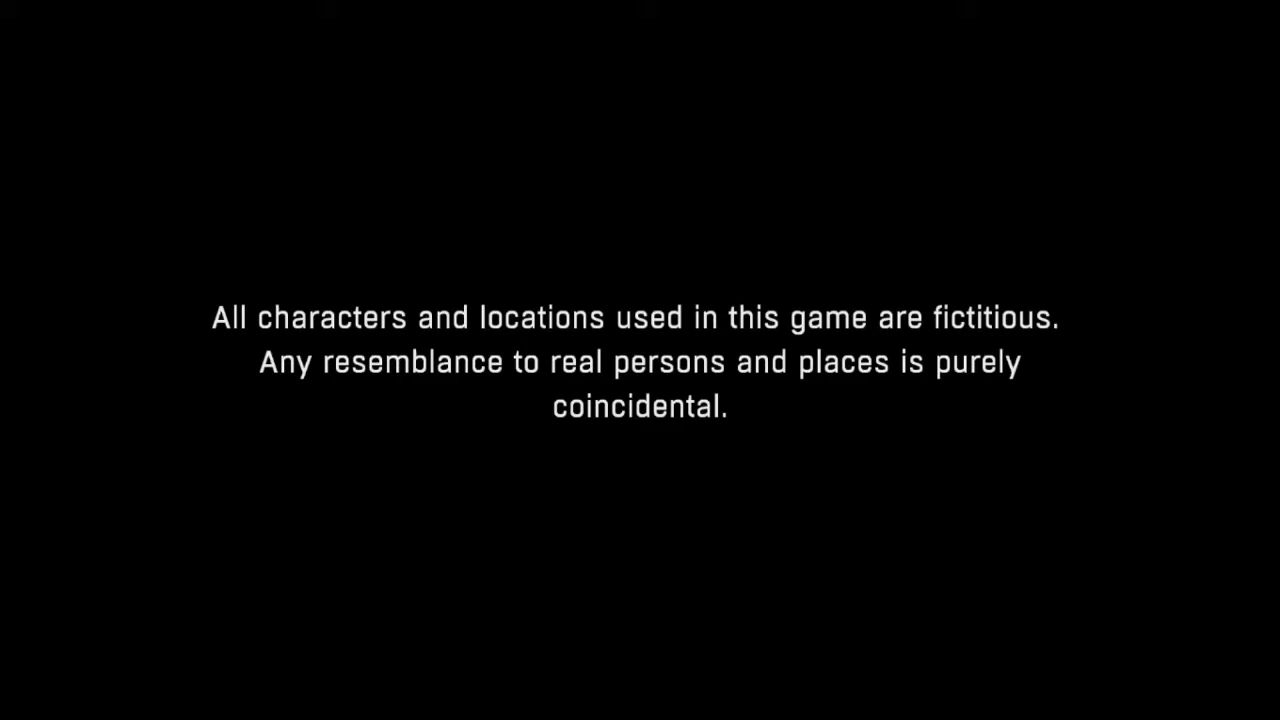 All characters and locations used in this game are fictitious.
Any resemblance to real persons and places is purely
coincidental.